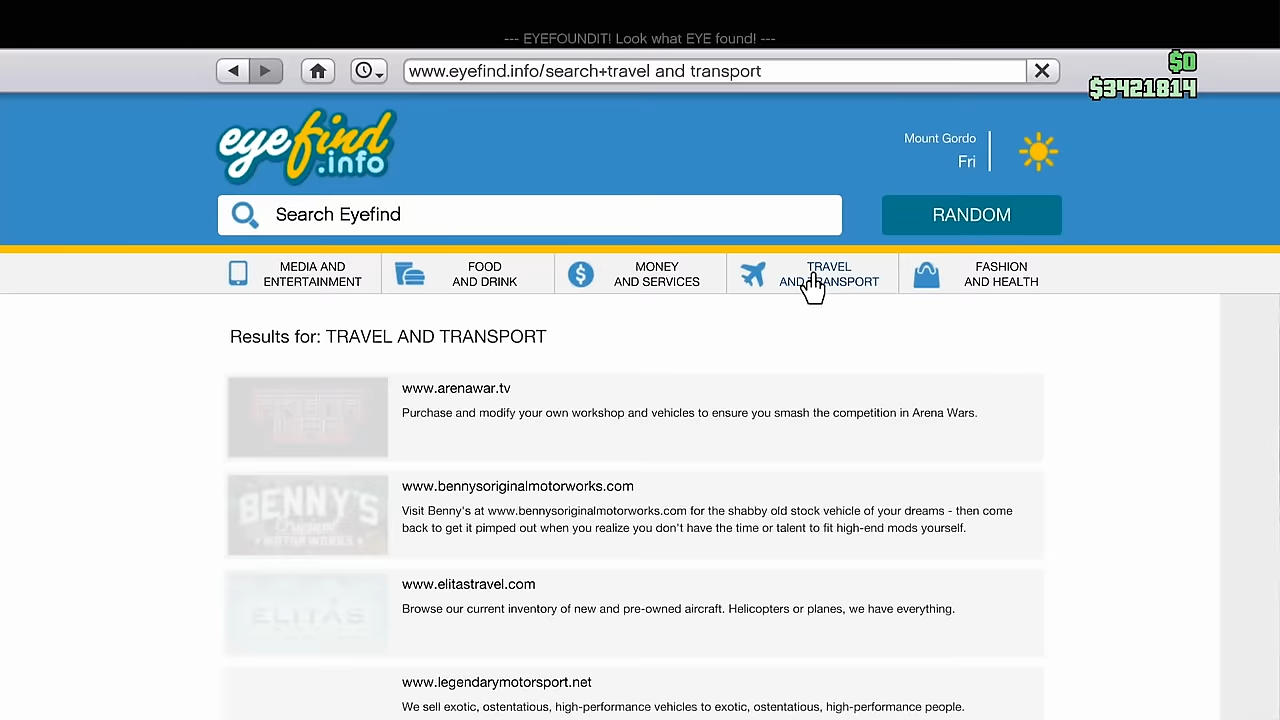 --- EYEFOUNDIT! Look what EYE found! ---
www.eyefind.info/search+travel and transport
$0
$3421814
eyefind
.info
Mount Gordo
Fri
Search Eyefind
RANDOM
MEDIA AND
ENTERTAINMENT
FOOD
AND DRINK
MONEY
AND SERVICES
TRAVEL
AND TRANSPORT
FASHION
AND HEALTH
Results for: TRAVEL AND TRANSPORT
www.arenawar.tv
Purchase and modify your own workshop and vehicles to ensure you smash the competition in Arena Wars.
BENNY'S
Original
MOTOR WORKS
www.bennysoriginalmotorworks.com
Visit Benny's at www.bennysoriginalmotorworks.com for the shabby old stock vehicle of your dreams - then come
back to get it pimped out when you realize you don't have the time or talent to fit high-end mods yourself.
ELITÁS
www.elitastravel.com
Browse our current inventory of new and pre-owned aircraft. Helicopters or planes, we have everything.
www.legendarymotorsport.net
We sell exotic, ostentatious, high-performance vehicles to exotic, ostentatious, high-performance people.